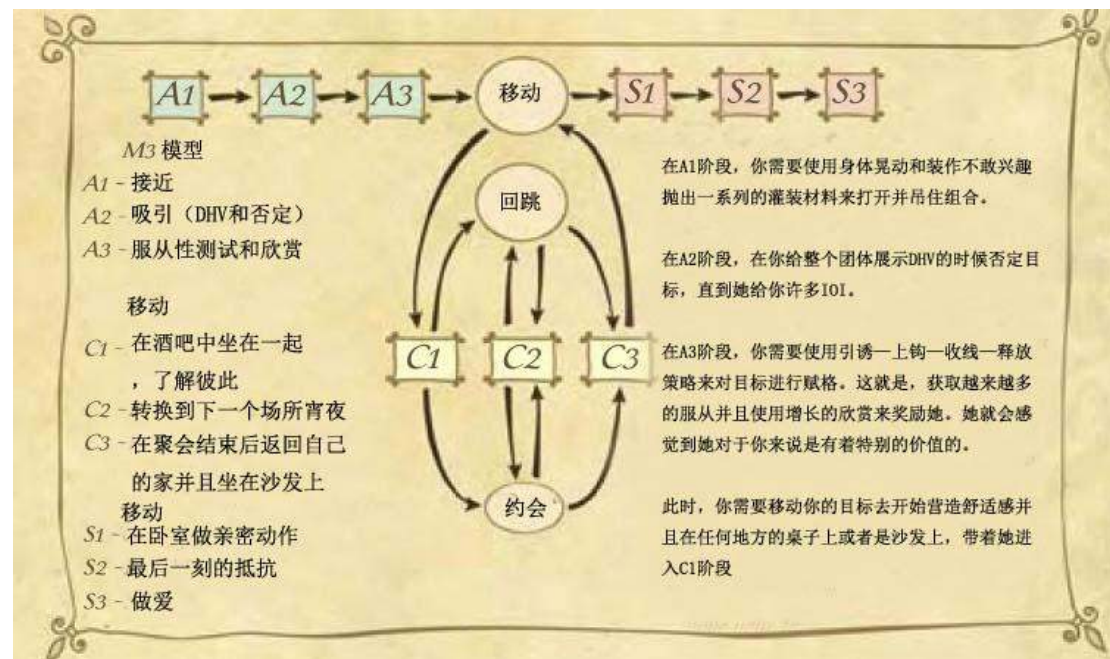 A1 A2 A3 移动 S1 S2 S3
M3 模型
A1 - 接近
A2 - 吸引（DHV和否定）
A3 - 服从性测试和欣赏
移动
C1 - 在酒吧中坐在一起
，了解彼此
C2 - 转换到下一个场所宵夜
C3 - 在聚会结束后返回自己
的家并且坐在沙发上
移动
S1 - 在卧室做亲密动作
S2 - 最后一刻的抵抗
S3 - 做爱
回跳
C1 C2 C3
约会
在A1阶段，你需要使用身体晃动和装作不敢兴趣
抛出一系列的灌装材料来打开并吊住组合。
在A2阶段，在你给整个团体展示DHV的时候否定目
标，直到她给你许多IOI。
在A3阶段，你需要使用引诱—上钩—收线—释放
策略来对目标进行赋格。这就是，获取越来越多
的服从并且使用增长的欣赏来奖励她。她就会感
觉到她对于你来说是有着特别的价值的。
此时，你需要移动你的目标去开始营造舒适感并
且在任何地方的桌子上或者是沙发上，带着她进
入C1阶段